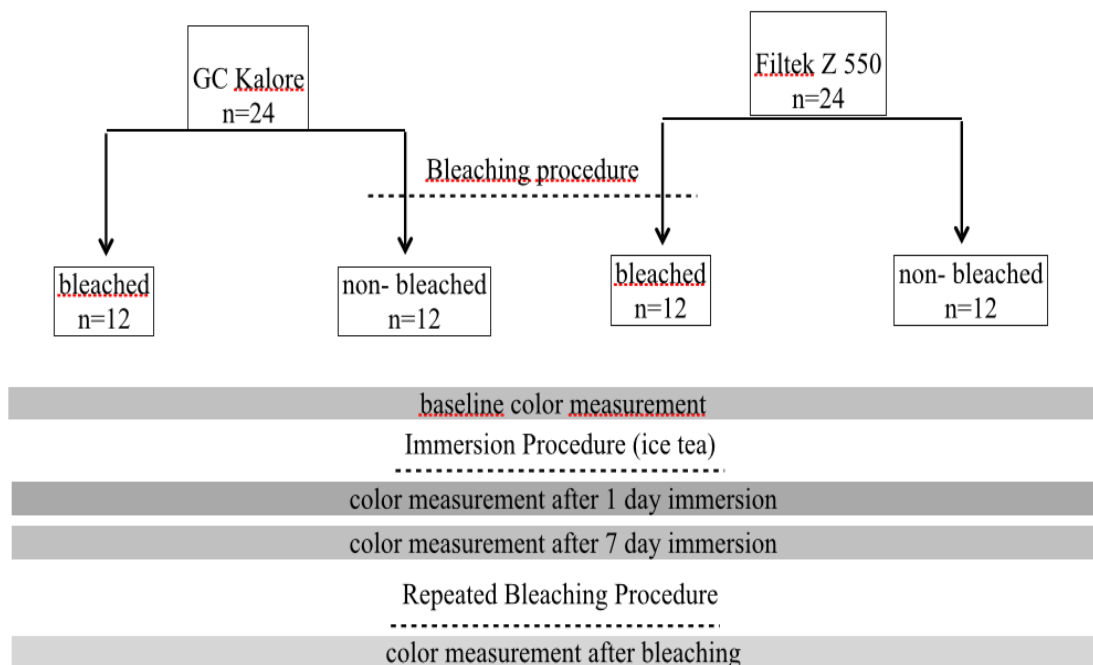 GC Kalore
n=24
Filtek Z 550
n=24
Bleaching procedure
bleached
n=12
non- bleached
n=12
bleached
n=12
non- bleached
n=12
baseline color measurement
Immersion Procedure (ice tea)
color measurement after 1 day immersion
color measurement after 7 day immersion
Repeated Bleaching Procedure
color measurement after bleaching